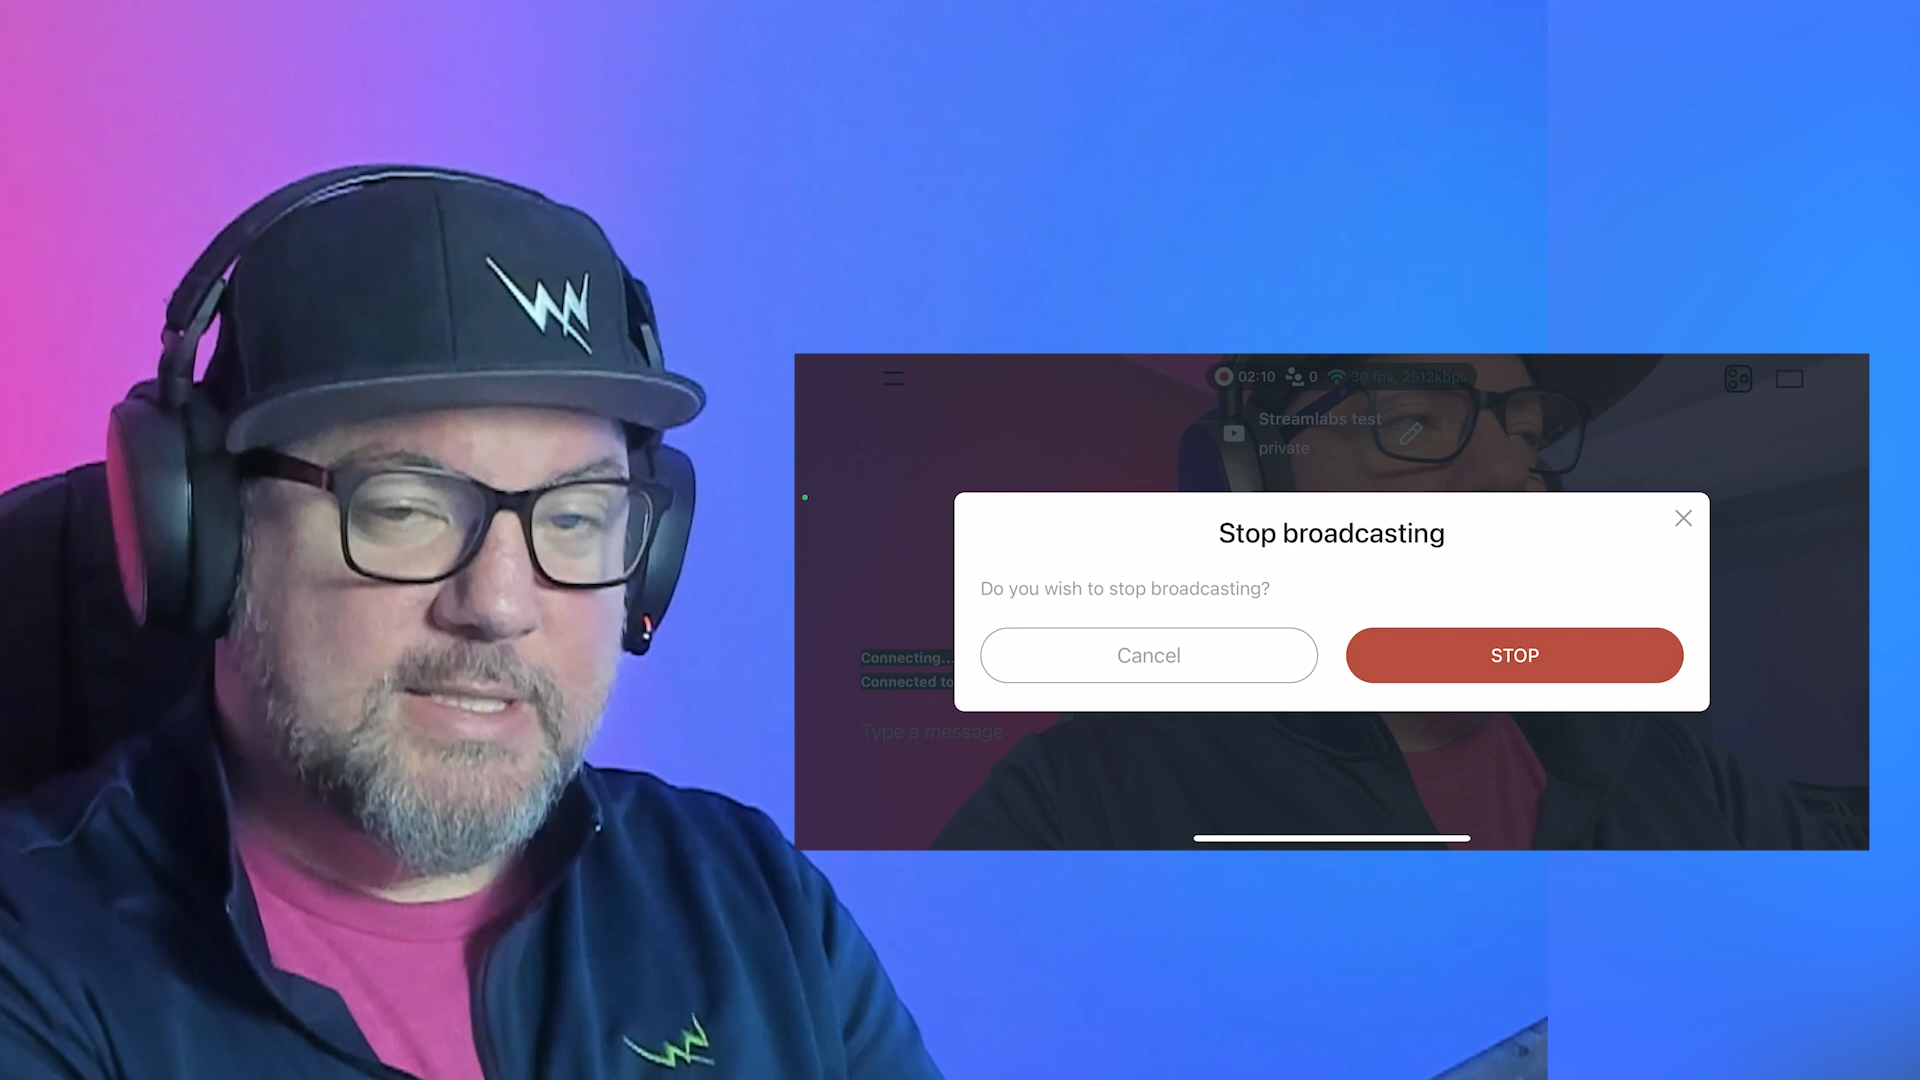 02:10 0 30 fps, 2512kbps
Streamlabs test
private
Stop broadcasting
Do you wish to stop broadcasting?
Cancel
STOP
Connecting...
Connected to
Type a message